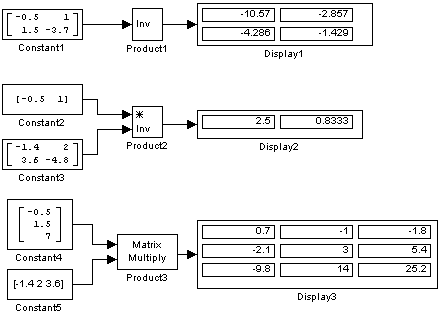 -0.5 1
1.5 -3.7
Constant1
Inv
Product1
-10.57 -2.857
-4.286 -1.429
Display1
[-0.5 1]
Constant2
-1.4 2
3.6 -4.8
Constant3
*
Inv
Product2
2.5 0.8333
Display2
-0.5
1.5
7
Constant4
[-1.4 2 3.6]
Constant5
Matrix
Multiply
Product3
0.7 -1 -1.8
-2.1 3 5.4
-9.8 14 25.2
Display3